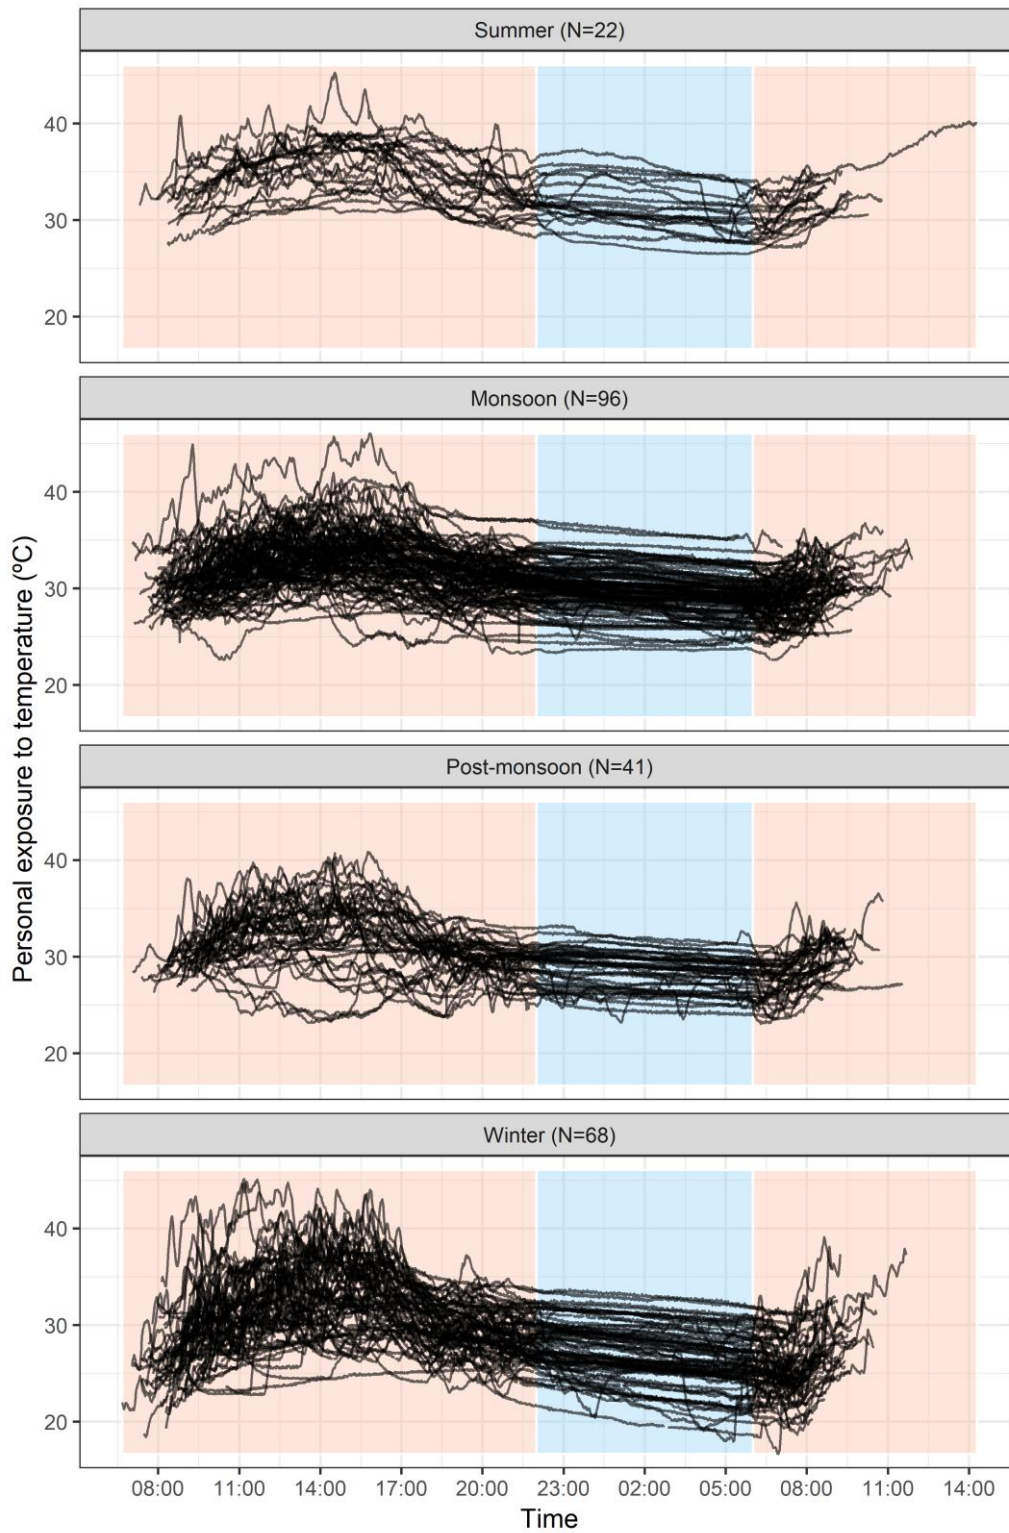 Summer (N=22)
40
30
20
Monsoon (N=96)
40
30
20
Post-monsoon (N=41)
40
30
20
Winter (N=68)
40
30
20
Personal exposure to temperature (ºC)
08:00 11:00 14:00 17:00 20:00 23:00 02:00 05:00 08:00 11:00 14:00
Time